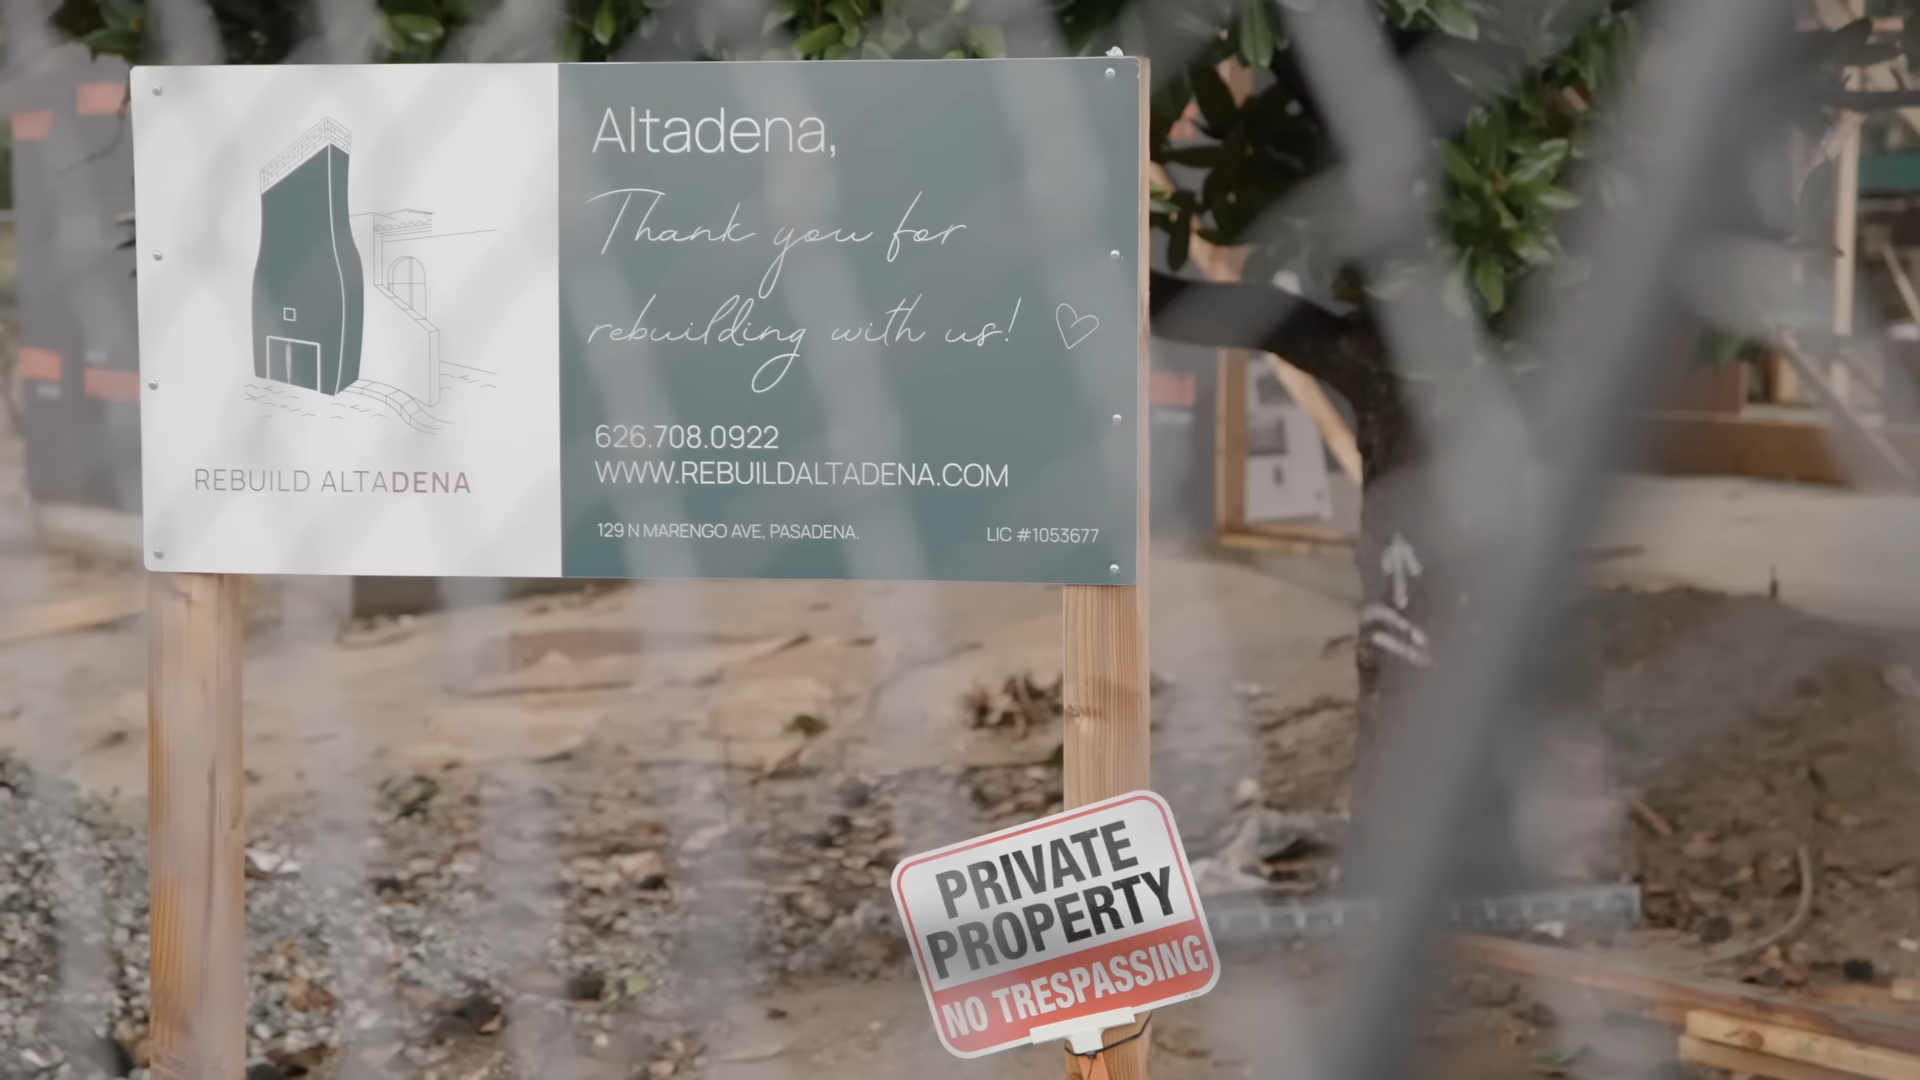 Altadena,
Thank you for
rebuilding with us!
626.708.0922
WWW.REBUILDALTADENA.COM
129 N MARENGO AVE, PASADENA.
LIC #1053677
REBUILD ALTADENA
PRIVATE
PROPERTY
NO TRESPASSING